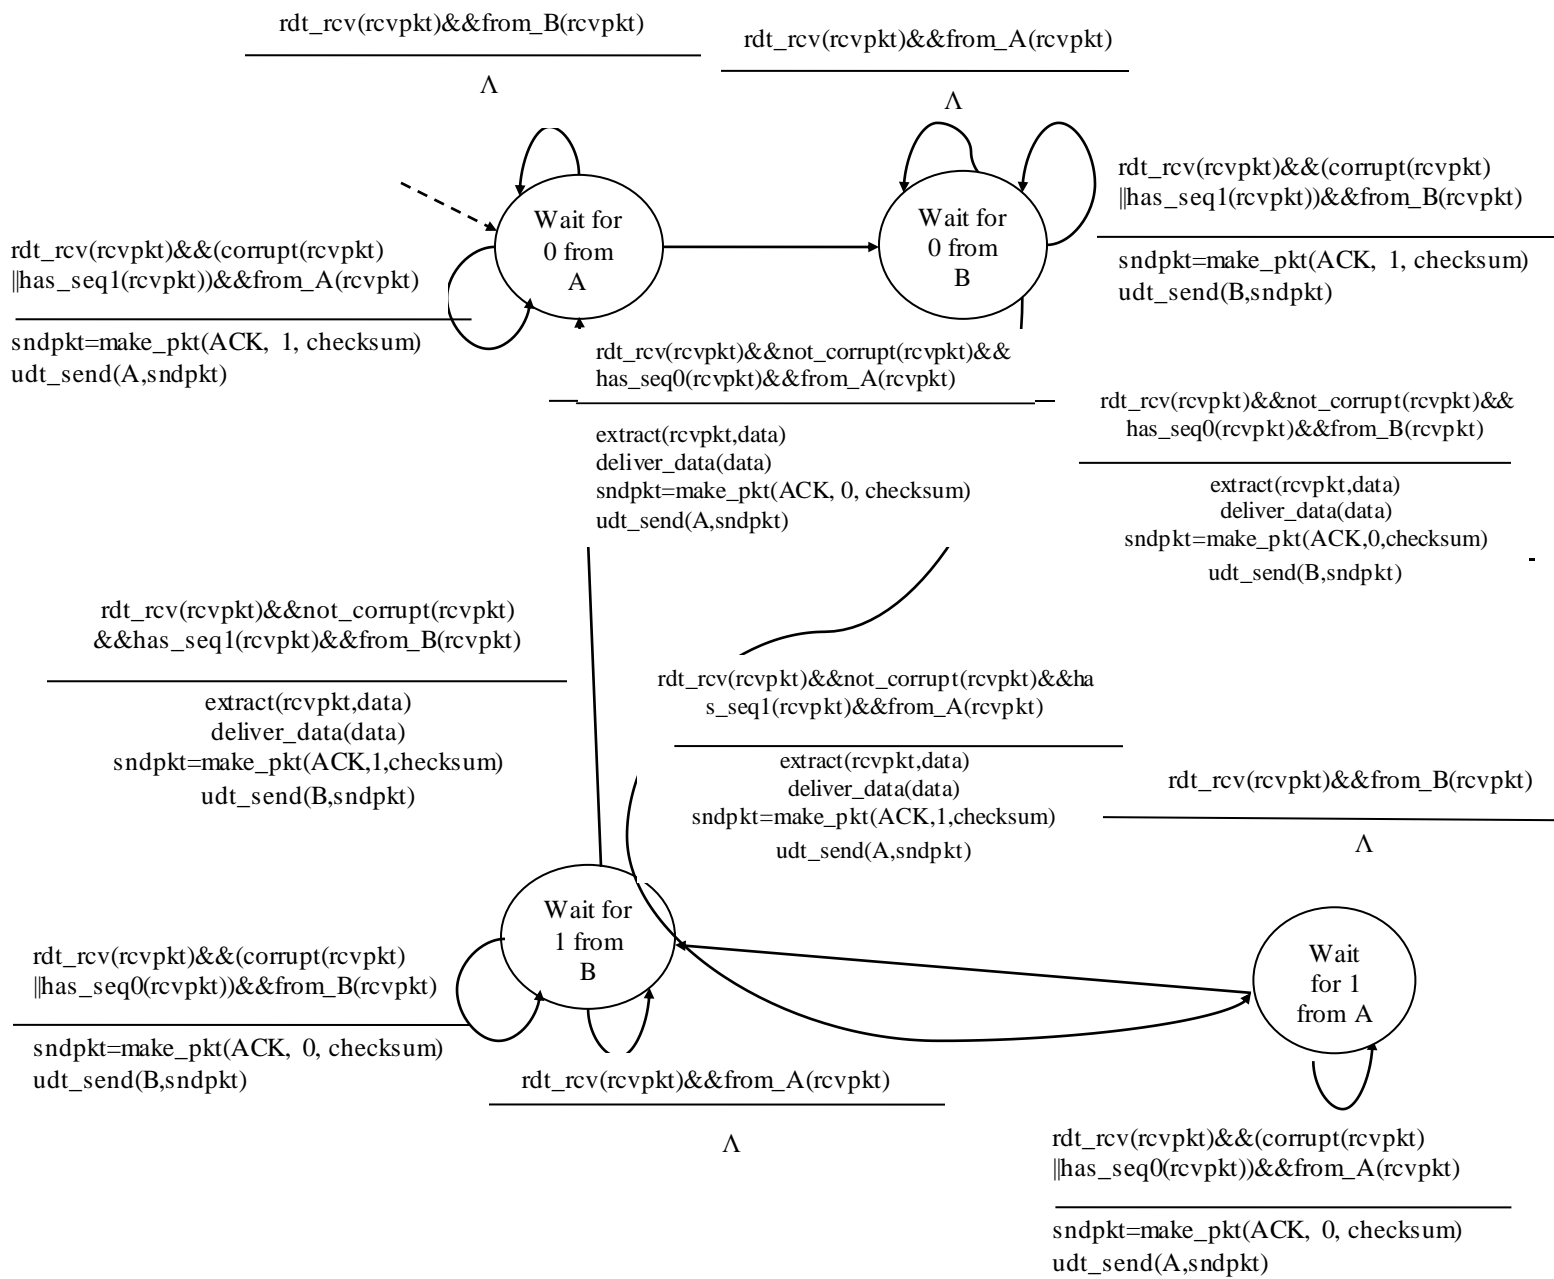 rdt_rcv(rcvpkt)&&from_B(rcvpkt)
Λ
rdt_rcv(rcvpkt)&&from_A(rcvpkt)
Λ
rdt_rcv(rcvpkt)&&(corrupt(rcvpkt)
||has_seq1(rcvpkt))&&from_B(rcvpkt)
sndpkt=make_pkt(ACK, 1, checksum)
udt_send(B,sndpkt)
Wait for
0 from
A
Wait for
0 from
B
rdt_rcv(rcvpkt)&&(corrupt(rcvpkt)
||has_seq1(rcvpkt))&&from_A(rcvpkt)
sndpkt=make_pkt(ACK, 1, checksum)
udt_send(A,sndpkt)
rdt_rcv(rcvpkt)&&not_corrupt(rcvpkt)&&
has_seq0(rcvpkt)&&from_A(rcvpkt)
extract(rcvpkt,data)
deliver_data(data)
sndpkt=make_pkt(ACK, 0, checksum)
udt_send(A,sndpkt)
rdt_rcv(rcvpkt)&&not_corrupt(rcvpkt)&&
has_seq0(rcvpkt)&&from_B(rcvpkt)
extract(rcvpkt,data)
deliver_data(data)
sndpkt=make_pkt(ACK,0,checksum)
udt_send(B,sndpkt)
rdt_rcv(rcvpkt)&&not_corrupt(rcvpkt)
&&has_seq1(rcvpkt)&&from_B(rcvpkt)
extract(rcvpkt,data)
deliver_data(data)
sndpkt=make_pkt(ACK,1,checksum)
udt_send(B,sndpkt)
rdt_rcv(rcvpkt)&&not_corrupt(rcvpkt)&&ha
s_seq1(rcvpkt)&&from_A(rcvpkt)
extract(rcvpkt,data)
deliver_data(data)
sndpkt=make_pkt(ACK,1,checksum)
udt_send(A,sndpkt)
rdt_rcv(rcvpkt)&&from_B(rcvpkt)
Λ
Wait for
1 from
B
Wait
for 1
from A
rdt_rcv(rcvpkt)&&(corrupt(rcvpkt)
||has_seq0(rcvpkt))&&from_B(rcvpkt)
sndpkt=make_pkt(ACK, 0, checksum)
udt_send(B,sndpkt)
rdt_rcv(rcvpkt)&&from_A(rcvpkt)
Λ
rdt_rcv(rcvpkt)&&(corrupt(rcvpkt)
||has_seq0(rcvpkt))&&from_A(rcvpkt)
sndpkt=make_pkt(ACK, 0, checksum)
udt_send(A,sndpkt)